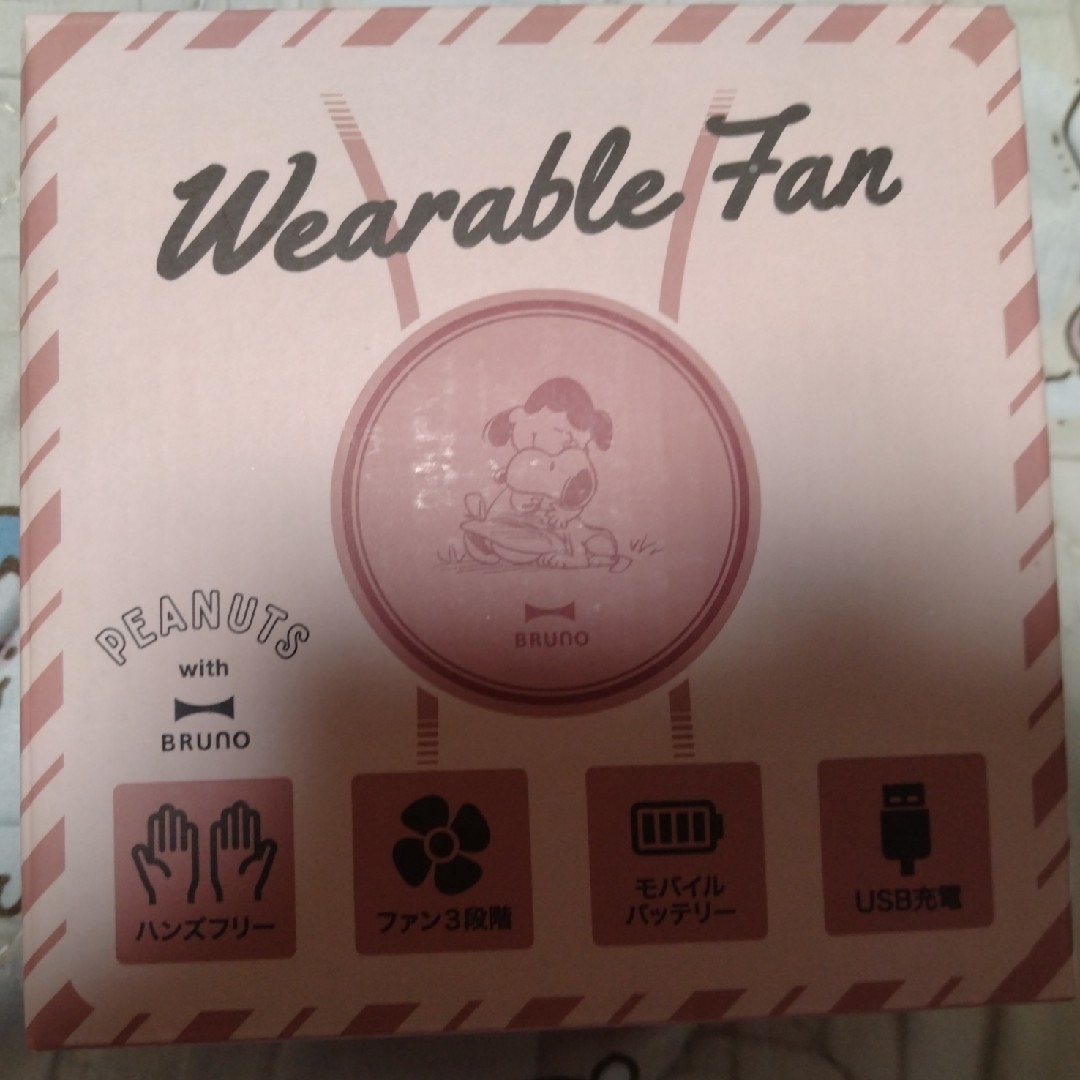 Wearable Fan
BRUNO
PEANUTS
with
BRUNO
ハンズフリー
ファン3段階
モバイル
バッテリー
USB充電